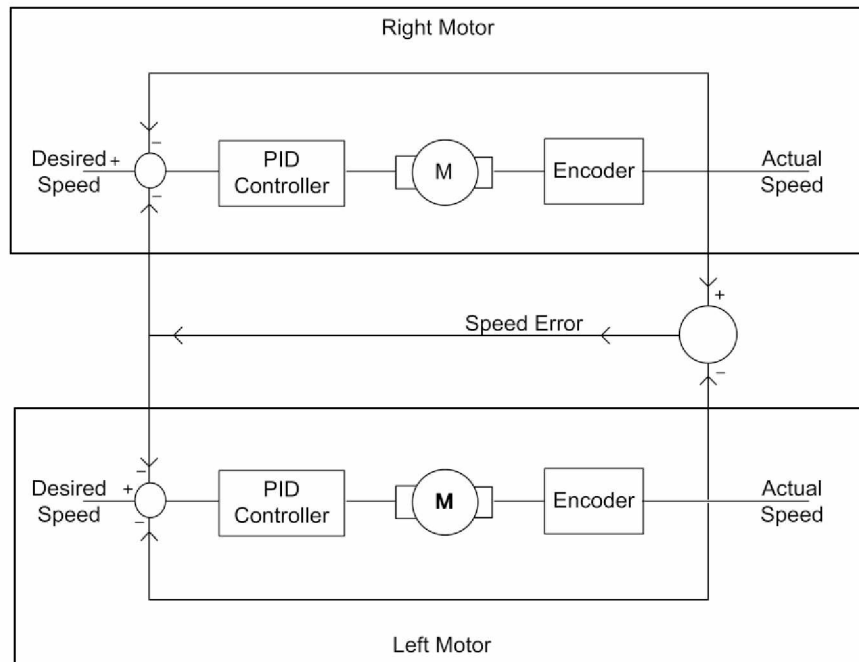 Right Motor
Desired +
Speed
−
−
PID
Controller
M
Encoder
Actual
Speed
+
Speed Error
−
Desired
Speed
+
−
−
PID
Controller
M
Encoder
Actual
Speed
Left Motor